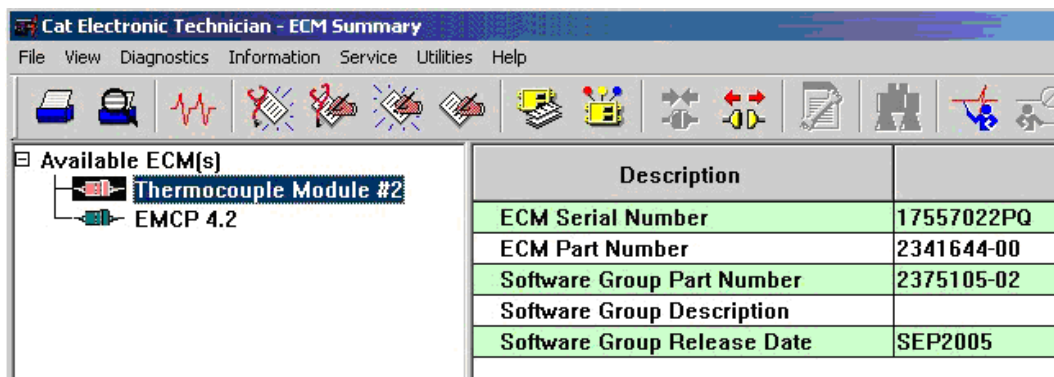 Cat Electronic Technician - ECM Summary
File View Diagnostics Information Service Utilities Help
Available ECM(s)
Thermocouple Module #2
EMCP 4.2
Description
ECM Serial Number 17557022PQ
ECM Part Number 2341644-00
Software Group Part Number 2375105-02
Software Group Description
Software Group Release Date SEP2005